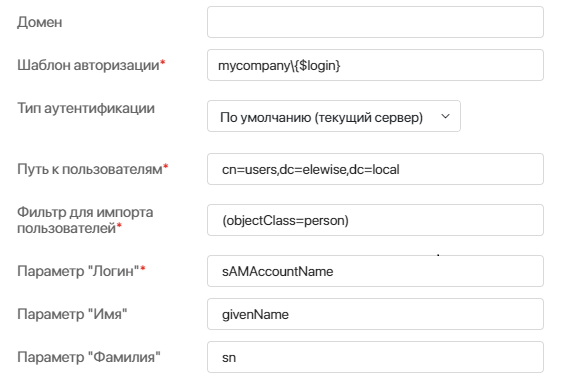 Домен
Шаблон авторизации* mycompany\{$login}
Тип аутентификации По умолчанию (текущий сервер)
Путь к пользователям* cn=users,dc=elewise,dc=local
Фильтр для импорта
пользователей* (objectClass=person)
Параметр "Логин"* sAMAccountName
Параметр "Имя" givenName
Параметр "Фамилия" sn